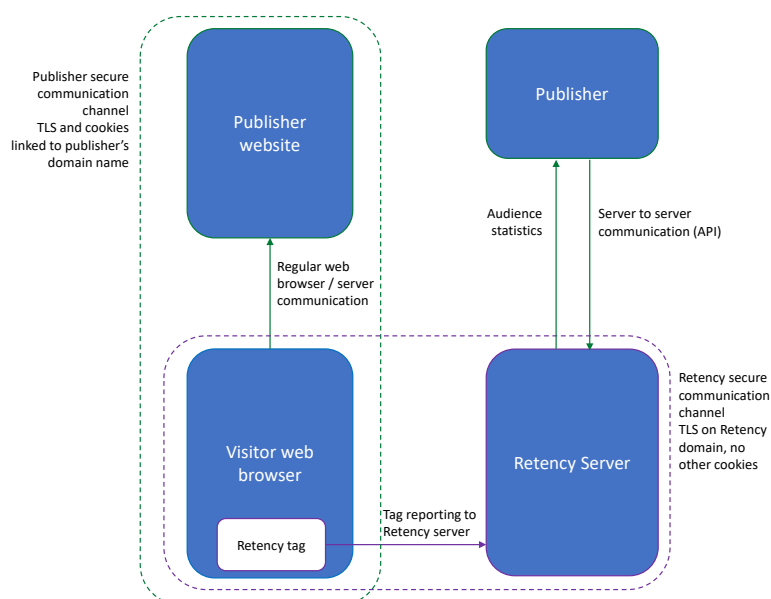 Publisher secure
communication
channel
TLS and cookies
linked to publisher's
domain name
Publisher
website
Publisher
Audience
statistics
Server to server
communication (API)
Regular web
browser / server
communication
Visitor web
browser
Retency tag
Tag reporting to
Retency server
Retency Server
Retency secure
communication
channel
TLS on Retency
domain, no
other cookies